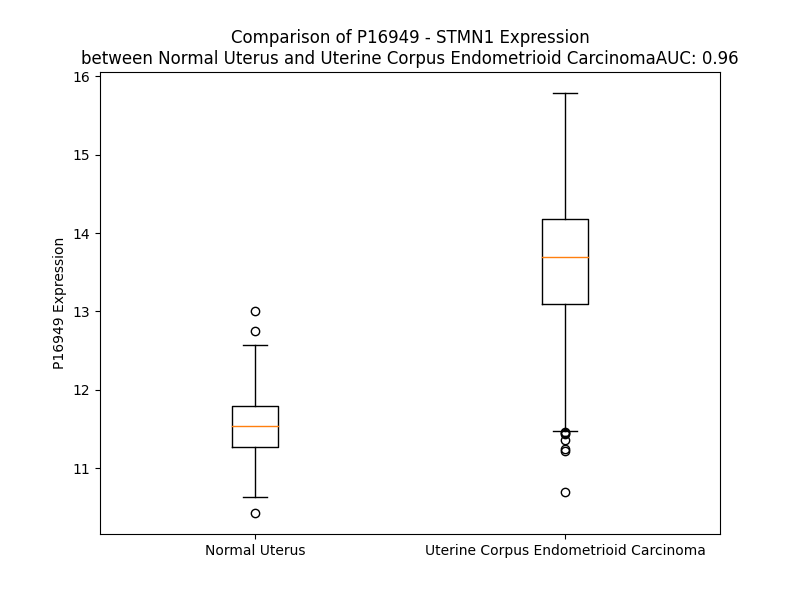 Comparison of P16949 - STMN1 Expression
between Normal Uterus and Uterine Corpus Endometrioid CarcinomaAUC: 0.96
16
15
14
13
12
11
P16949 Expression
Normal Uterus
Uterine Corpus Endometrioid Carcinoma